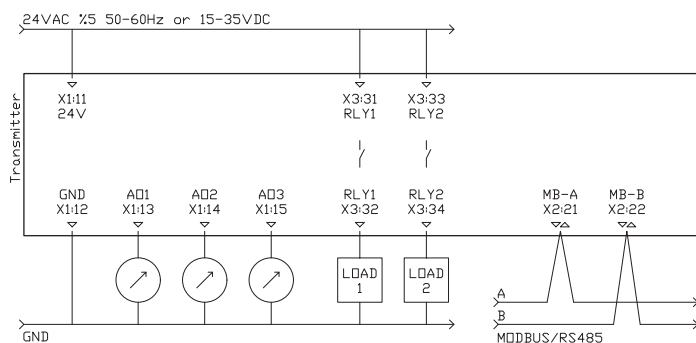 24VAC %5 50-60Hz or 15-35VDC
Transmitter
X1:11 X3:31 X3:33
24V RLY1 RLY2
GND AO1 AO2 AO3 RLY1 RLY2 MB-A MB-B
X1:12 X1:13 X1:14 X1:15 X3:32 X3:34 X2:21 X2:22
LOAD LOAD
1 2
A
B
GND MODBUS/RS485